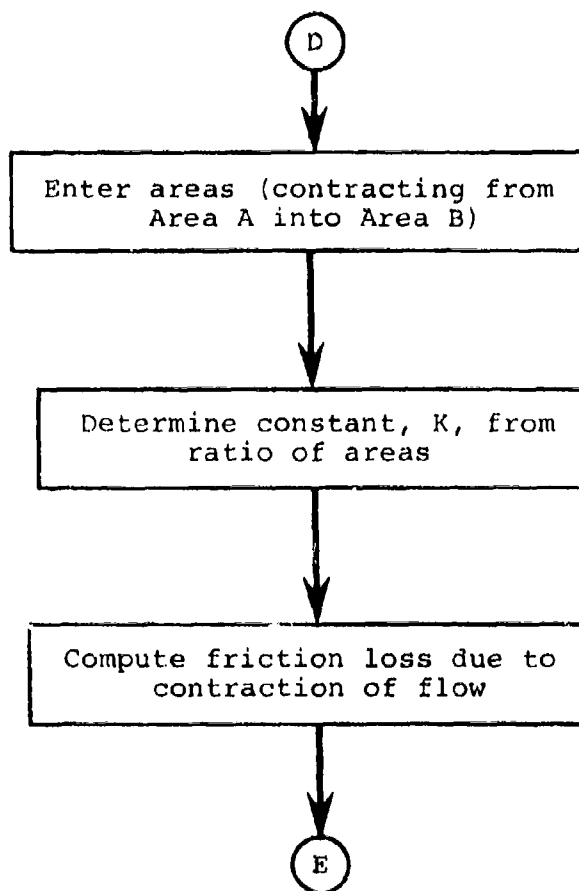 D
Enter areas (contracting from
Area A into Area B)
Determine constant, K, from
ratio of areas
Compute friction loss due to
contraction of flow
E